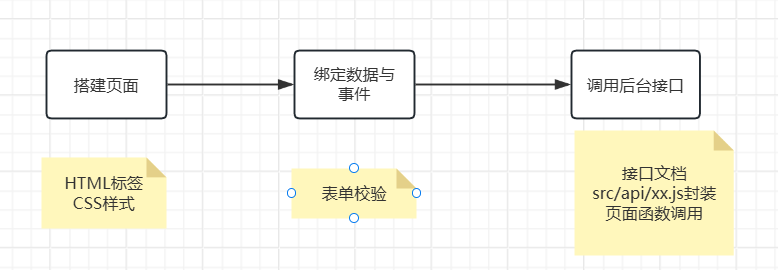 搭建页面
绑定数据与
事件
调用后台接口
HTML标签
CSS样式
表单校验
接口文档
src/api/xx.js封装
页面函数调用